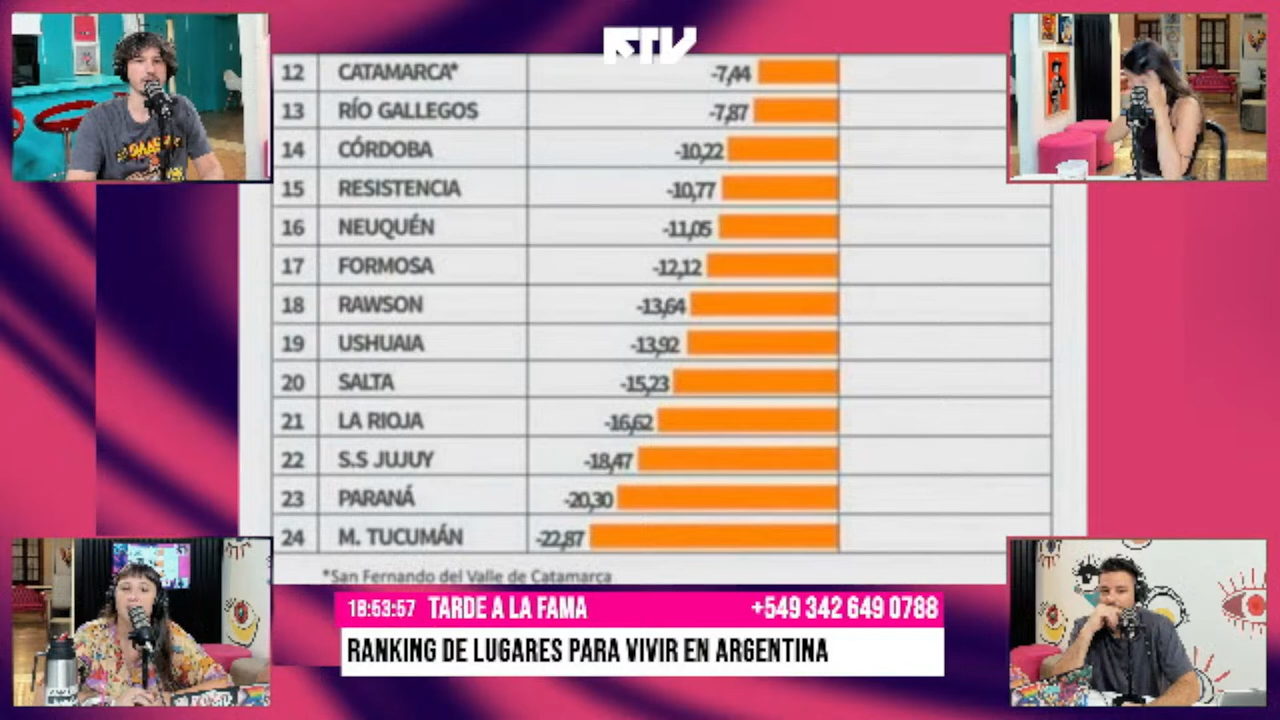 RTV
12 CATAMARCA* -7,44
13 RÍO GALLEGOS -7,87
14 CÓRDOBA -10,22
15 RESISTENCIA -10,77
16 NEUQUÉN -11,05
17 FORMOSA -12,12
18 RAWSON -13,64
19 USHUAIA -13,92
20 SALTA -15,23
21 LA RIOJA -16,62
22 S.S JUJUY -18,47
23 PARANÁ -20,30
24 M. TUCUMÁN -22,87
*San Fernando del Valle de Catamarca
18:53:57 TARDE A LA FAMA +549 342 649 0788
RANKING DE LUGARES PARA VIVIR EN ARGENTINA